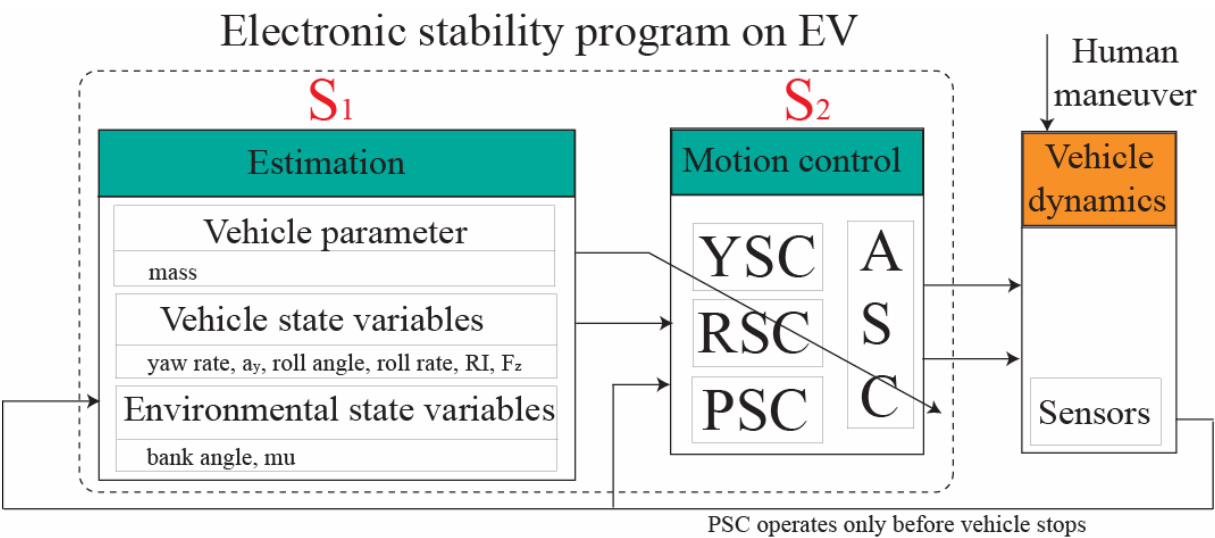 Electronic stability program on EV
S1
S2
Human
maneuver
Estimation
Motion control
Vehicle
dynamics
Vehicle parameter
mass
Vehicle state variables
yaw rate, ay, roll angle, roll rate, RI, Fz
Environmental state variables
bank angle, mu
YSC
RSC
PSC
A
S
C
Sensors
PSC operates only before vehicle stops